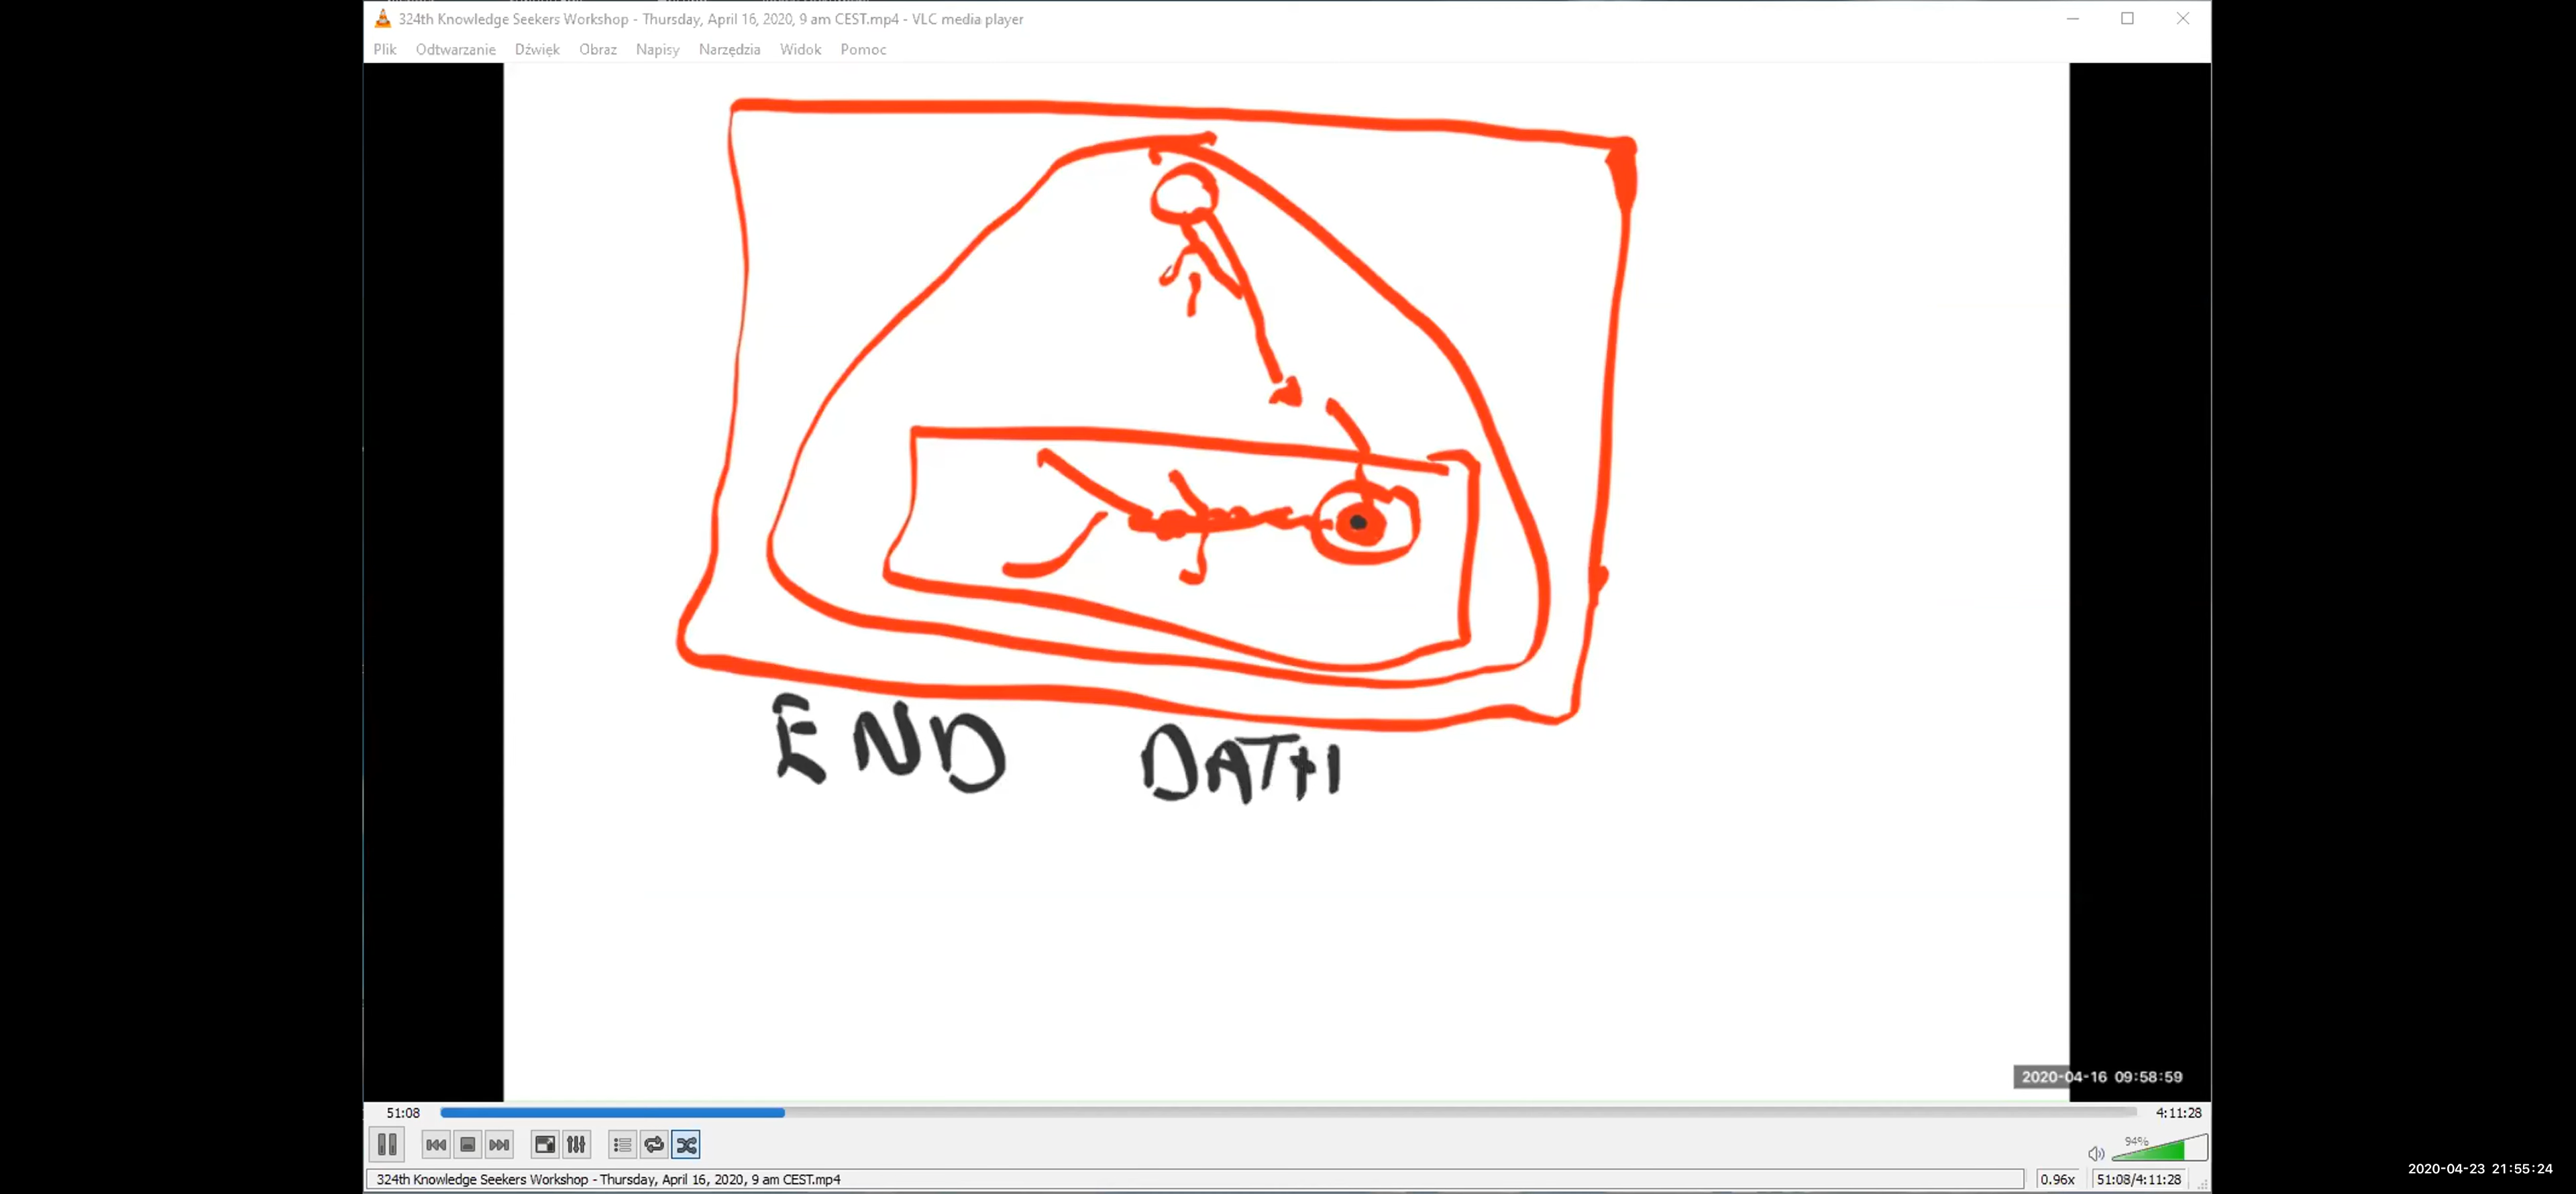 324th Knowledge Seekers Workshop - Thursday, April 16, 2020, 9 am CEST.mp4 - VLC media player
Plik Odtwarzanie Dźwięk Obraz Napisy Narzędzia Widok Pomoc
END DATH
2020-04-16 09:58:59
51:08 4:11:28
94%
324th Knowledge Seekers Workshop - Thursday, April 16, 2020, 9 am CEST.mp4 0.96x 51:08/4:11:28
2020-04-23 21:55:24